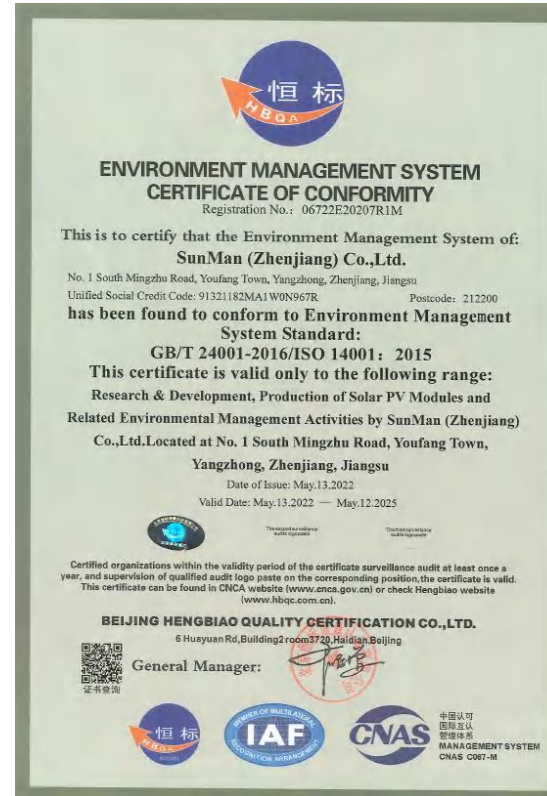 恒 标
HBQA
ENVIRONMENT MANAGEMENT SYSTEM
CERTIFICATE OF CONFORMITY
Registration No.: 06722E20207R1M
This is to certify that the Environment Management System of:
SunMan (Zhenjiang) Co.,Ltd.
No. 1 South Mingzhu Road, Youfang Town, Yangzhong, Zhenjiang, Jiangsu
Unified Social Credit Code: 91321182MA1W0N967R Postcode: 212200
has been found to conform to Environment Management
System Standard:
GB/T 24001-2016/ISO 14001: 2015
This certificate is valid only to the following range:
Research & Development, Production of Solar PV Modules and
Related Environmental Management Activities by SunMan (Zhenjiang)
Co.,Ltd.Located at No. 1 South Mingzhu Road, Youfang Town,
Yangzhong, Zhenjiang, Jiangsu
Date of Issue: May.13.2022
Valid Date: May.13.2022 — May.12.2025
Certified organizations within the validity period of the certificate surveillance audit at least once a
year, and supervision of qualified audit logo paste on the corresponding position,the certificate is valid.
This certificate can be found in CNCA website (www.cnca.gov.cn) or check Hengbiao website
(www.hbqc.com.cn).
BEIJING HENGBIAO QUALITY CERTIFICATION CO.,LTD.
6 Huayuan Rd,Building2 room3720,Haidian,Beijing
General Manager:
证书查询
恒 标
HBQA
MEMBER OF MULTILATERAL
IAF
RECOGNITION ARRANGEMENT
CNAS
中国认可
国际互认
管理体系
MANAGEMENT SYSTEM
CNAS C067-M